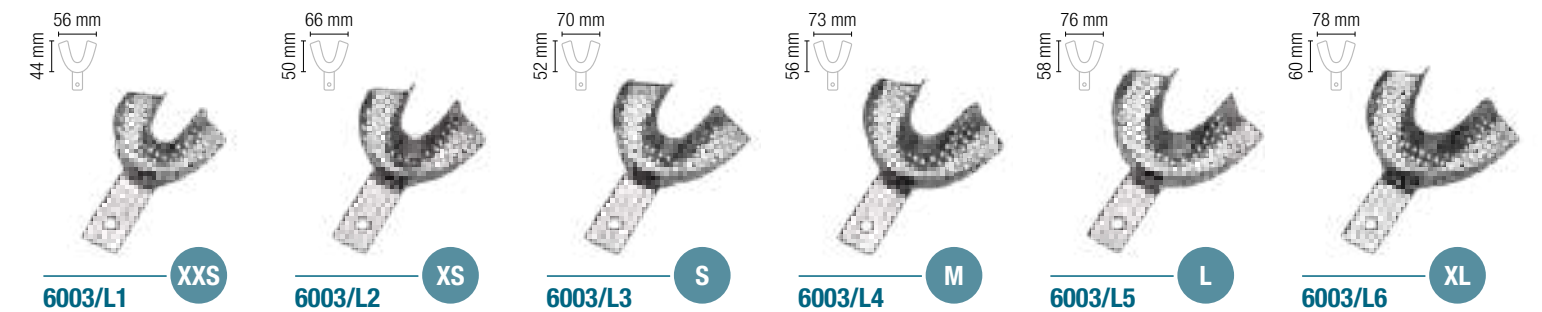 56 mm
44 mm
XXS
6003/L1
66 mm
50 mm
XS
6003/L2
70 mm
52 mm
S
6003/L3
73 mm
56 mm
M
6003/L4
76 mm
58 mm
L
6003/L5
78 mm
60 mm
XL
6003/L6